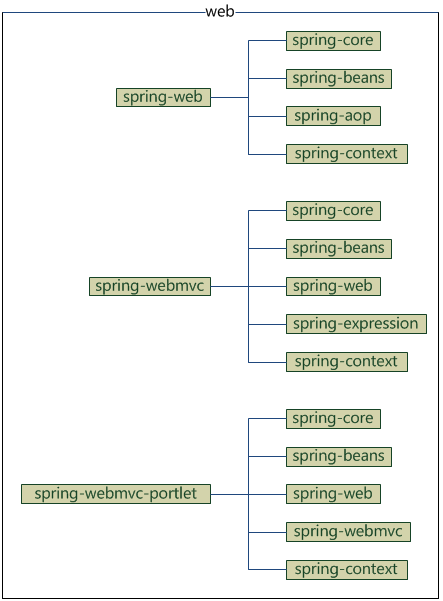 web
spring-core
spring-beans
spring-web
spring-aop
spring-context
spring-core
spring-beans
spring-webmvc
spring-web
spring-expression
spring-context
spring-core
spring-beans
spring-webmvc-portlet
spring-web
spring-webmvc
spring-context